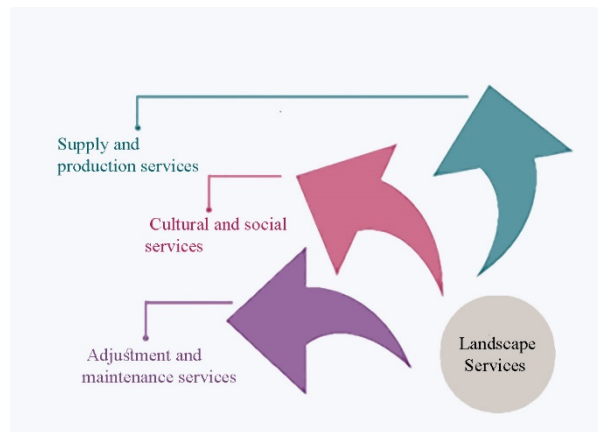 Supply and
production services
Cultural and social
services
Adjustment and
maintenance services
Landscape
Services